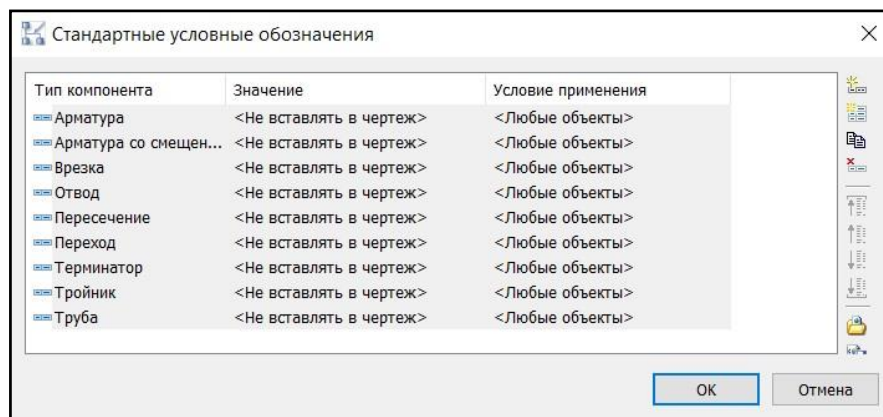 Стандартные условные обозначения
Тип компонента Значение Условие применения
Арматура <Не вставлять в чертеж> <Любые объекты>
Арматура со смещен... <Не вставлять в чертеж> <Любые объекты>
Врезка <Не вставлять в чертеж> <Любые объекты>
Отвод <Не вставлять в чертеж> <Любые объекты>
Пересечение <Не вставлять в чертеж> <Любые объекты>
Переход <Не вставлять в чертеж> <Любые объекты>
Терминатор <Не вставлять в чертеж> <Любые объекты>
Тройник <Не вставлять в чертеж> <Любые объекты>
Труба <Не вставлять в чертеж> <Любые объекты>
OK Отмена